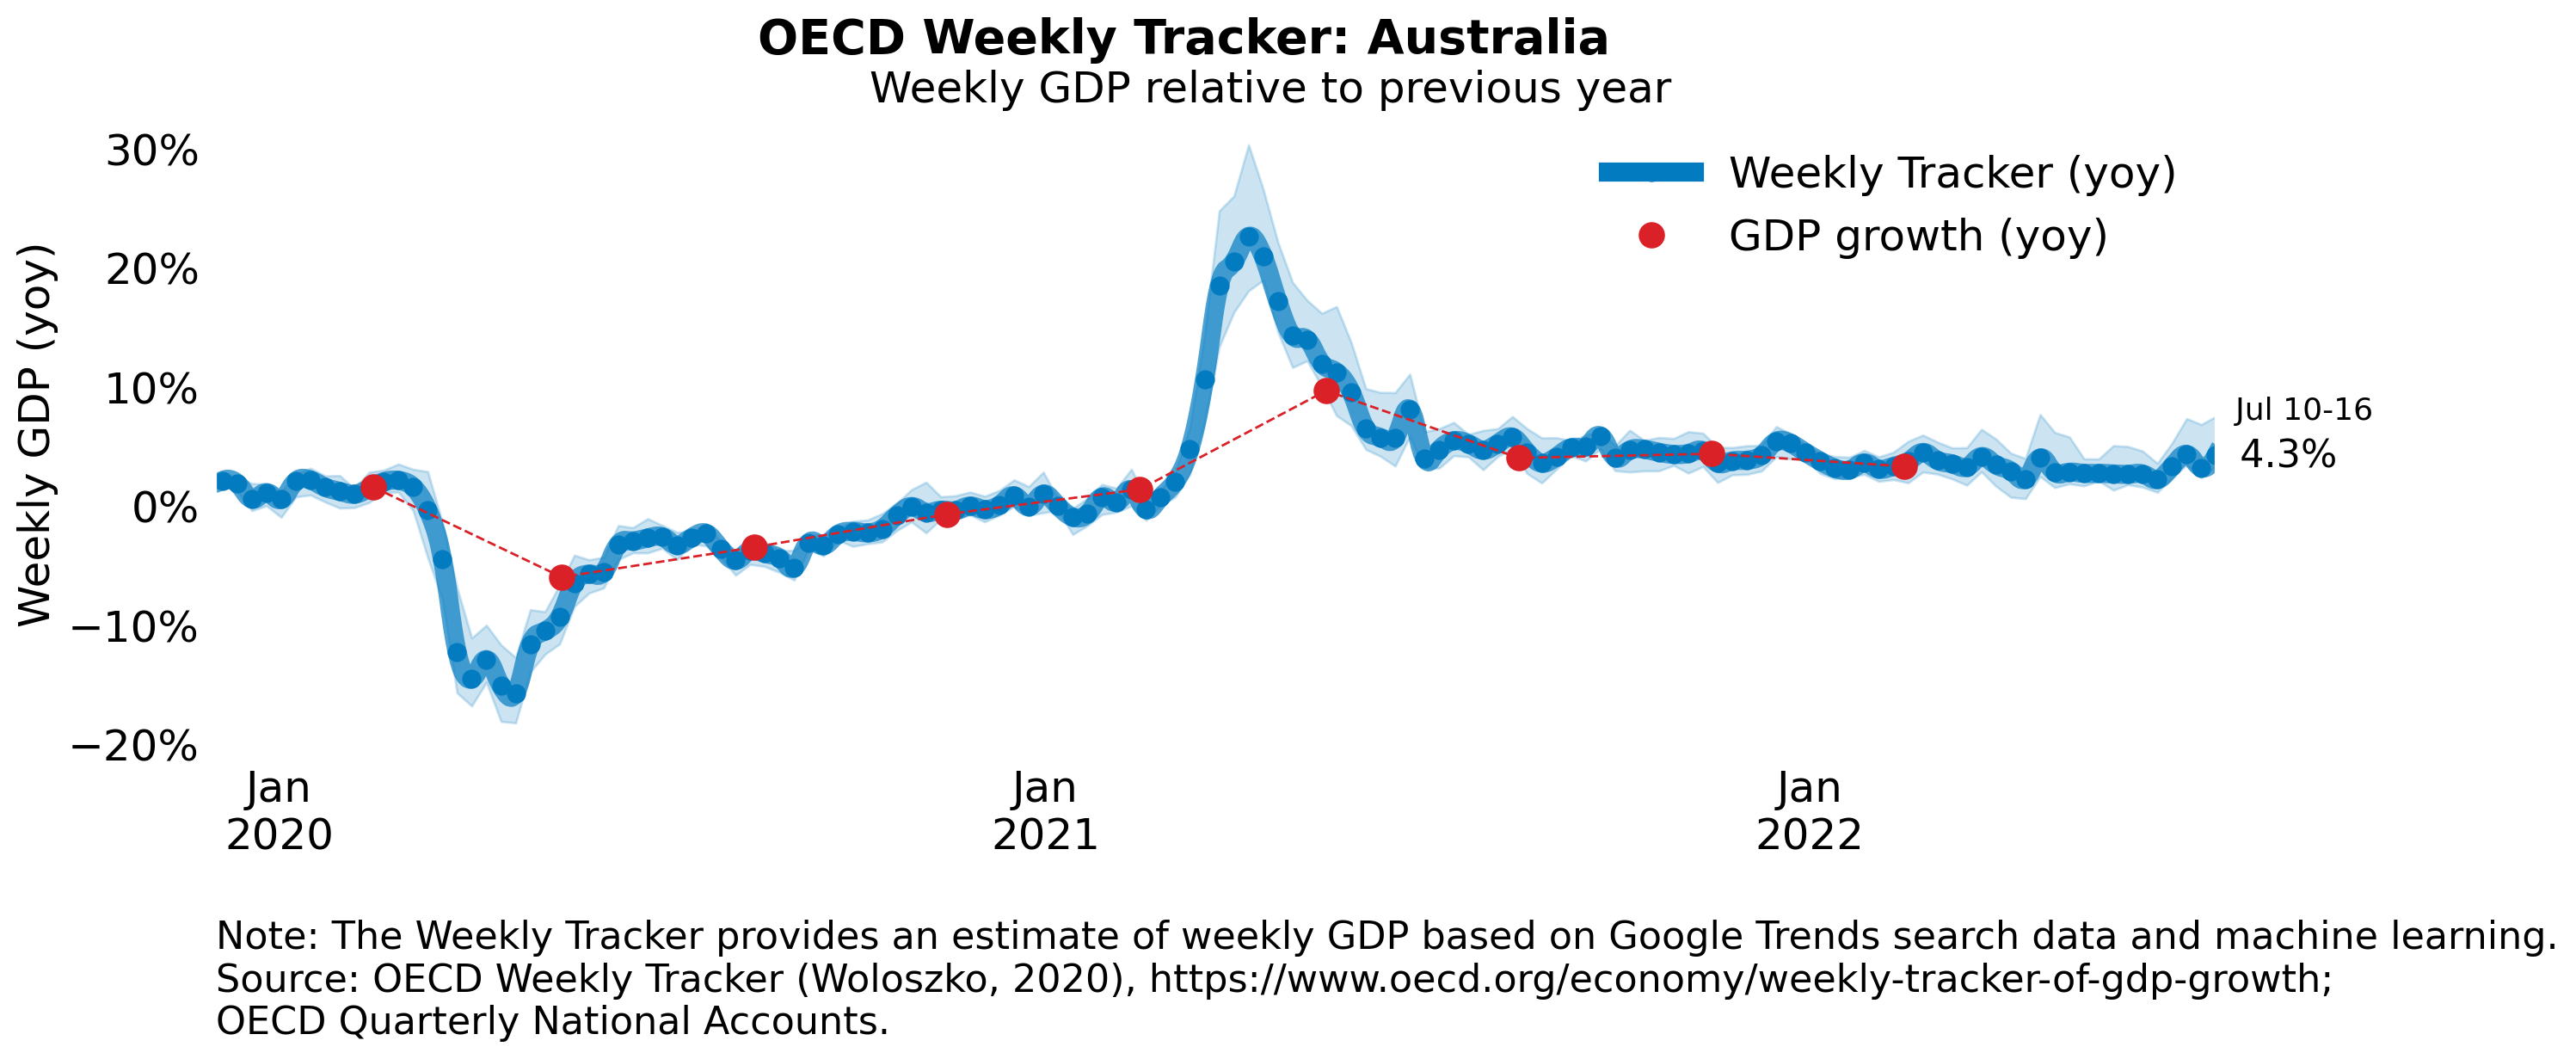 OECD Weekly Tracker: Australia
Weekly GDP relative to previous year
Weekly GDP (yoy)
30%
20%
10%
0%
−10%
−20%
Weekly Tracker (yoy)
GDP growth (yoy)
Jul 10-16
4.3%
Jan
2020
Jan
2021
Jan
2022
Note: The Weekly Tracker provides an estimate of weekly GDP based on Google Trends search data and machine learning.
Source: OECD Weekly Tracker (Woloszko, 2020), https://www.oecd.org/economy/weekly-tracker-of-gdp-growth;
OECD Quarterly National Accounts.